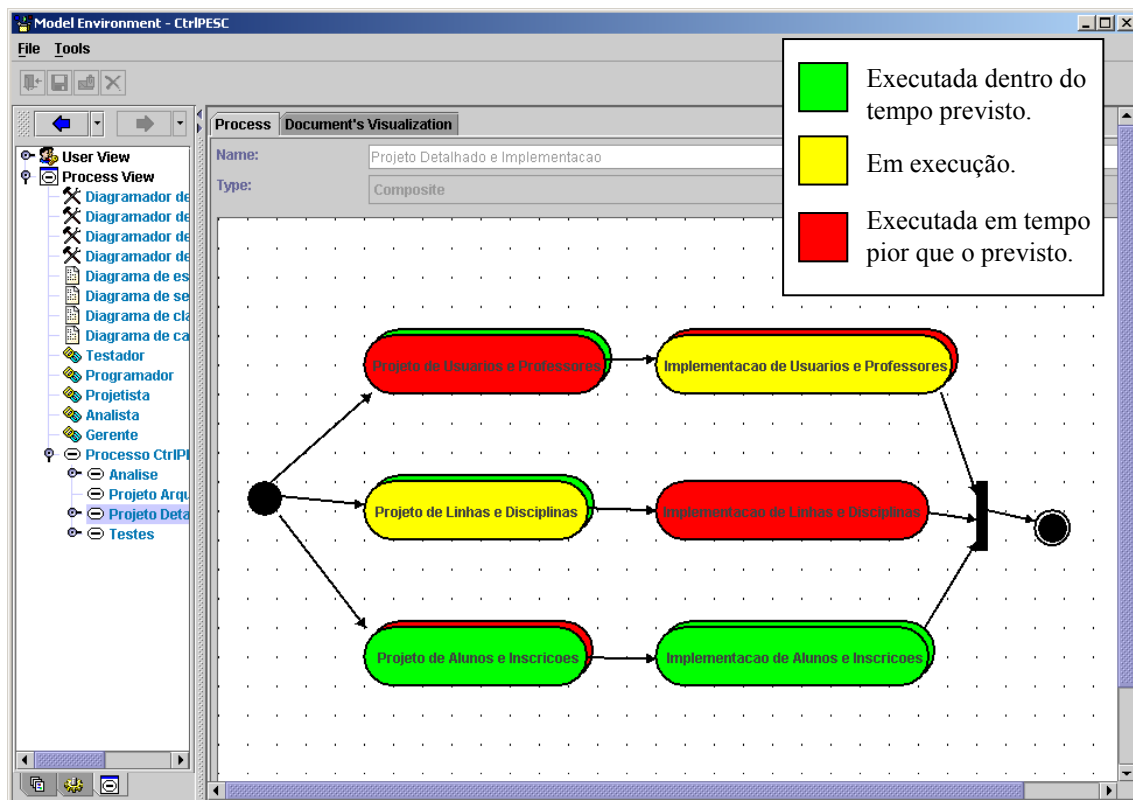 Model Environment - CtrlPESC
File Tools
Executada dentro do
tempo previsto.
Em execução.
Executada em tempo
pior que o previsto.
Process Document's Visualization
Name: Projeto Detalhado e Implementacao
Type: Composite
User View
Process View
Diagramador de
Diagramador de
Diagramador de
Diagramador de
Diagrama de es
Diagrama de se
Diagrama de cla
Diagrama de ca
Testador
Programador
Projetista
Analista
Gerente
Processo CtrlP
Analise
Projeto Arqu
Projeto Deta
Testes
Projeto de Usuarios e Professores
Implementacao de Usuarios e Professores
Projeto de Linhas e Disciplinas
Implementacao de Linhas e Disciplinas
Projeto de Alunos e Inscricoes
Implementacao de Alunos e Inscricoes